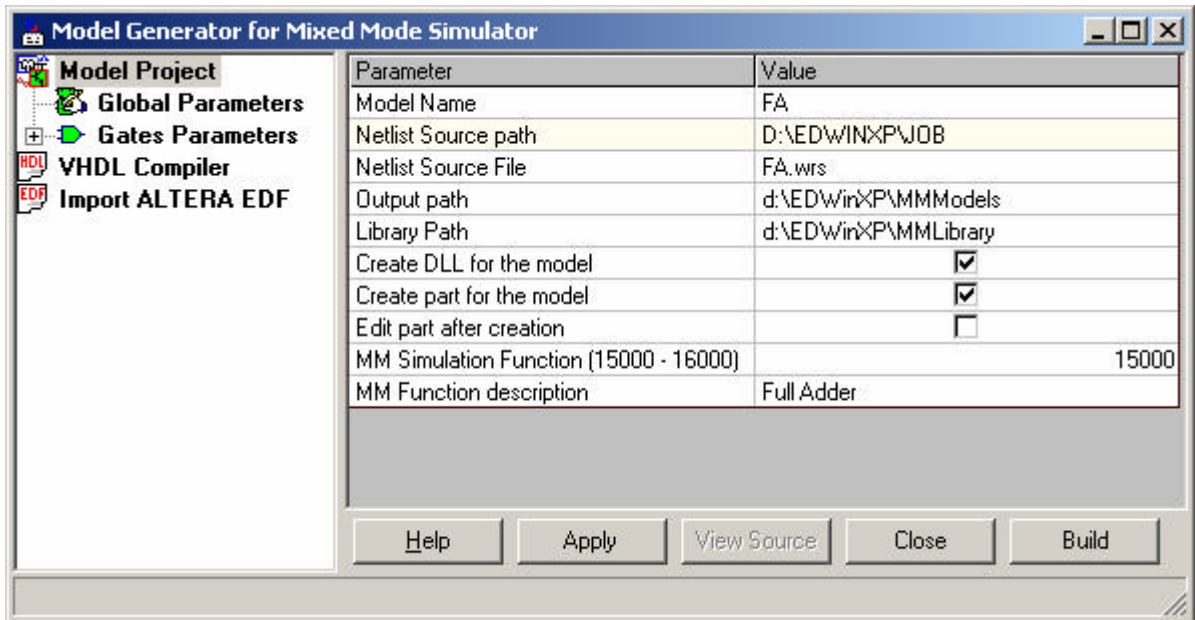 Model Generator for Mixed Mode Simulator
Model Project
Global Parameters
Gates Parameters
HDL VHDL Compiler
EDF Import ALTERA EDF
Parameter Value
Model Name FA
Netlist Source path D:\EDWINXP\JOB
Netlist Source File FA.wrs
Output path d:\EDWinXP\MMModels
Library Path d:\EDWinXP\MMLibrary
Create DLL for the model
Create part for the model
Edit part after creation
MM Simulation Function (15000 - 16000) 15000
MM Function description Full Adder
Help Apply View Source Close Build